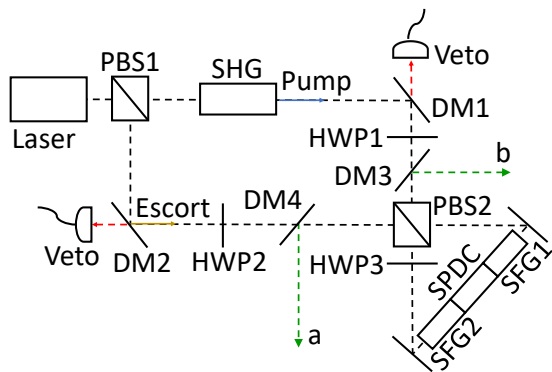 PBS1
SHG
Pump
Veto
Laser
DM1
HWP1
b
DM3
Escort
DM4
PBS2
Veto
DM2
HWP2
HWP3
SPDC
SFG1
SFG2
a